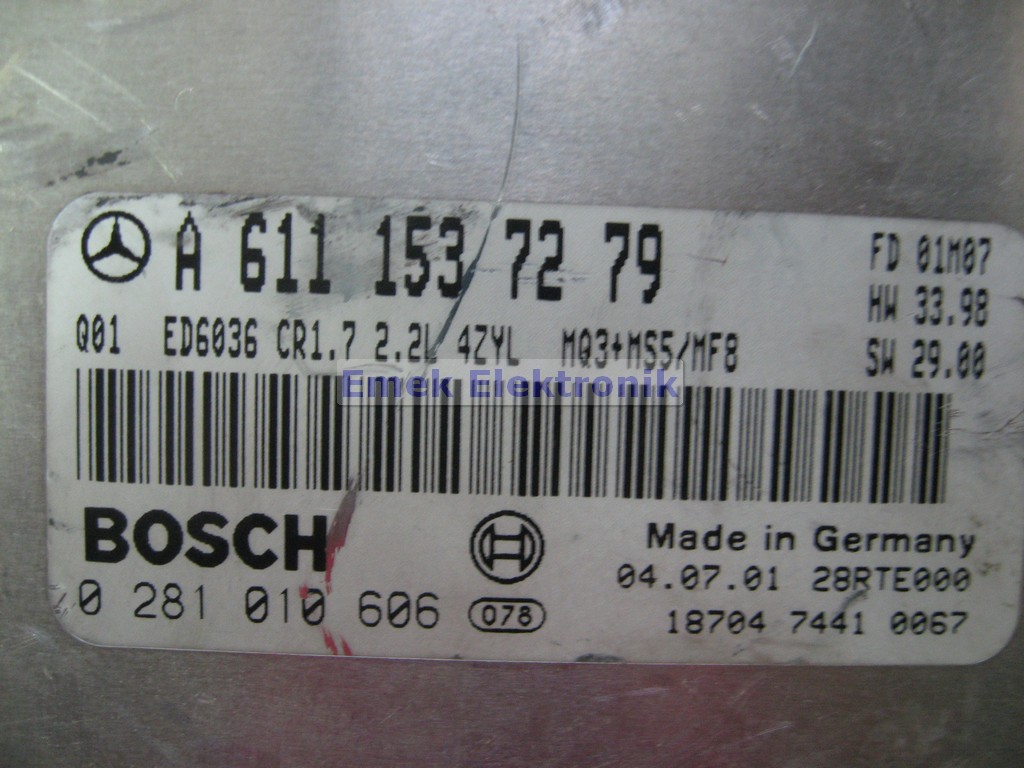 A 611 153 72 79
FD 01M07
HW 33.98
Q01 ED6036 CR1.7 2.2L 4ZYL MQ3+MS5/MF8
SW 29.00
Emek Elektronik
BOSCH
Made in Germany
04.07.01 28RTE000
0 281 010 606 078
18704 7441 0067